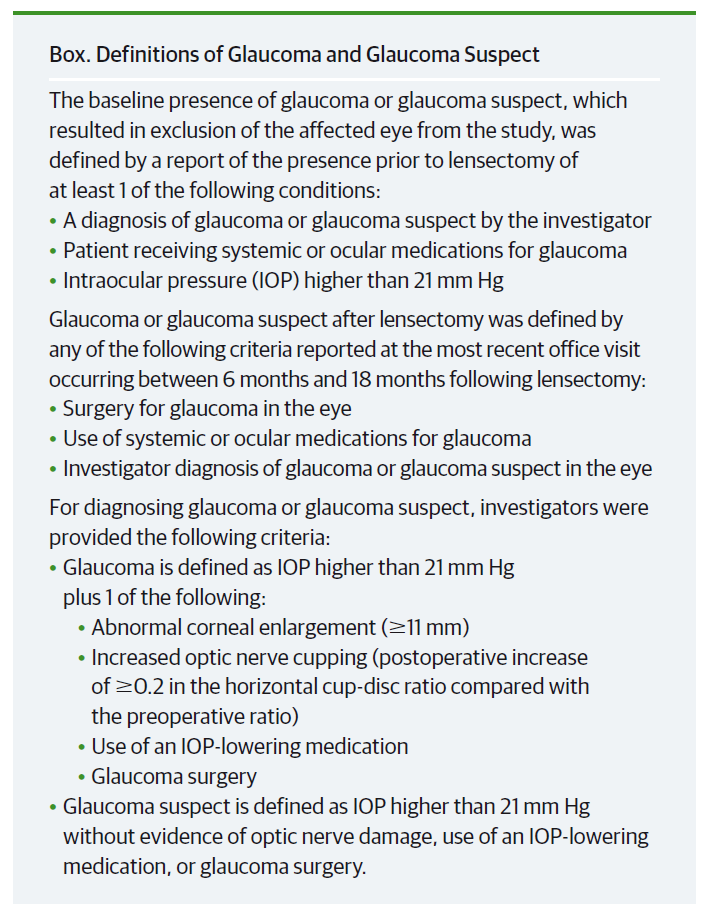 Box. Definitions of Glaucoma and Glaucoma Suspect
The baseline presence of glaucoma or glaucoma suspect, which
resulted in exclusion of the affected eye from the study, was
defined by a report of the presence prior to lensectomy of
at least 1 of the following conditions:
• A diagnosis of glaucoma or glaucoma suspect by the investigator
• Patient receiving systemic or ocular medications for glaucoma
• Intraocular pressure (IOP) higher than 21 mm Hg
Glaucoma or glaucoma suspect after lensectomy was defined by
any of the following criteria reported at the most recent office visit
occurring between 6 months and 18 months following lensectomy:
• Surgery for glaucoma in the eye
• Use of systemic or ocular medications for glaucoma
• Investigator diagnosis of glaucoma or glaucoma suspect in the eye
For diagnosing glaucoma or glaucoma suspect, investigators were
provided the following criteria:
• Glaucoma is defined as IOP higher than 21 mm Hg
plus 1 of the following:
• Abnormal corneal enlargement (≥11 mm)
• Increased optic nerve cupping (postoperative increase
of ≥0.2 in the horizontal cup-disc ratio compared with
the preoperative ratio)
• Use of an IOP-lowering medication
• Glaucoma surgery
• Glaucoma suspect is defined as IOP higher than 21 mm Hg
without evidence of optic nerve damage, use of an IOP-lowering
medication, or glaucoma surgery.